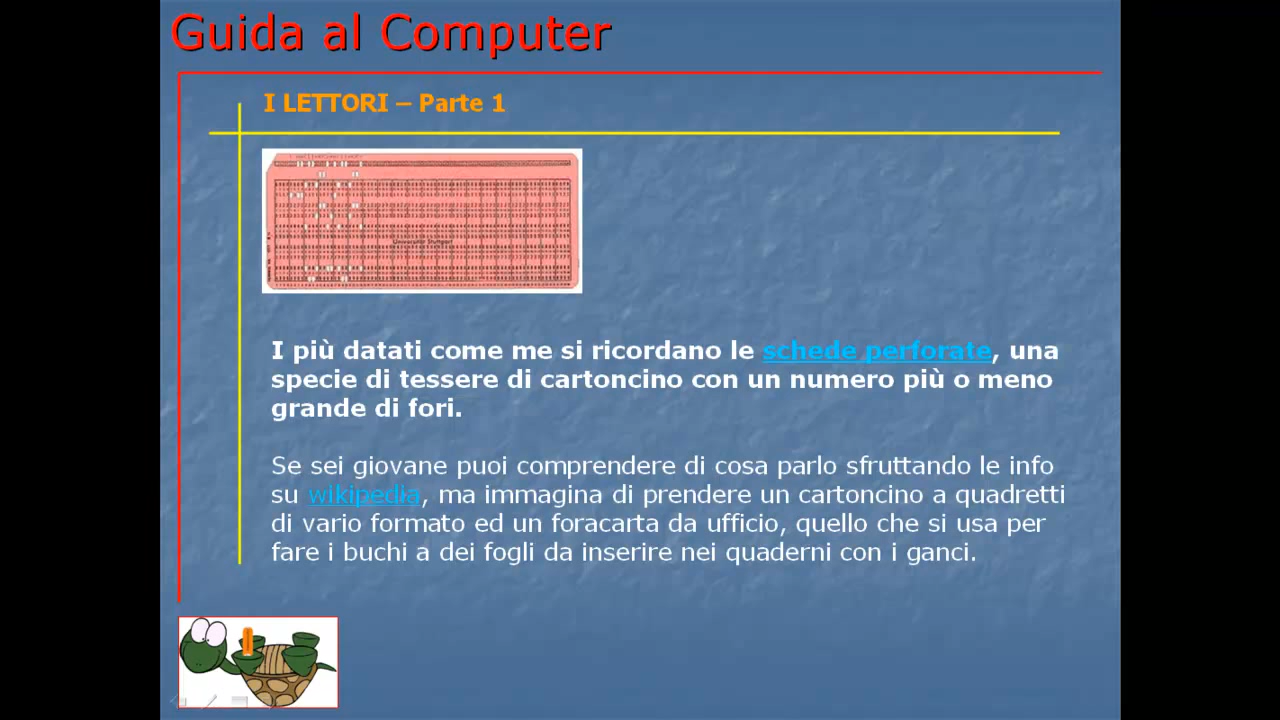 Guida al Computer
I LETTORI – Parte 1
Universität Stuttgart
I più datati come me si ricordano le schede perforate, una
specie di tessere di cartoncino con un numero più o meno
grande di fori.
Se sei giovane puoi comprendere di cosa parlo sfruttando le info
su wikipedia, ma immagina di prendere un cartoncino a quadretti
di vario formato ed un foracarta da ufficio, quello che si usa per
fare i buchi a dei fogli da inserire nei quaderni con i ganci.